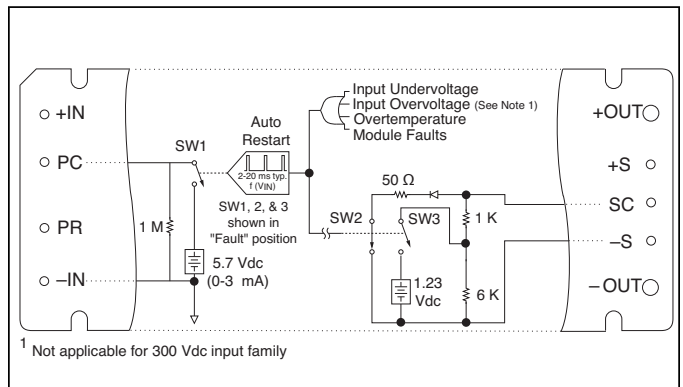 +IN
PC
PR
–IN
SW1
1 M
5.7 Vdc
(0-3 mA)
Auto
Restart
2-20 ms typ.
f (VIN)
SW1, 2, & 3
shown in
"Fault" position
Input Undervoltage
Input Overvoltage (See Note 1)
Overtemperature
Module Faults
50 Ω
SW2
SW3
1 K
1.23
Vdc
6 K
+OUT
+S
SC
–S
–OUT
1 Not applicable for 300 Vdc input family